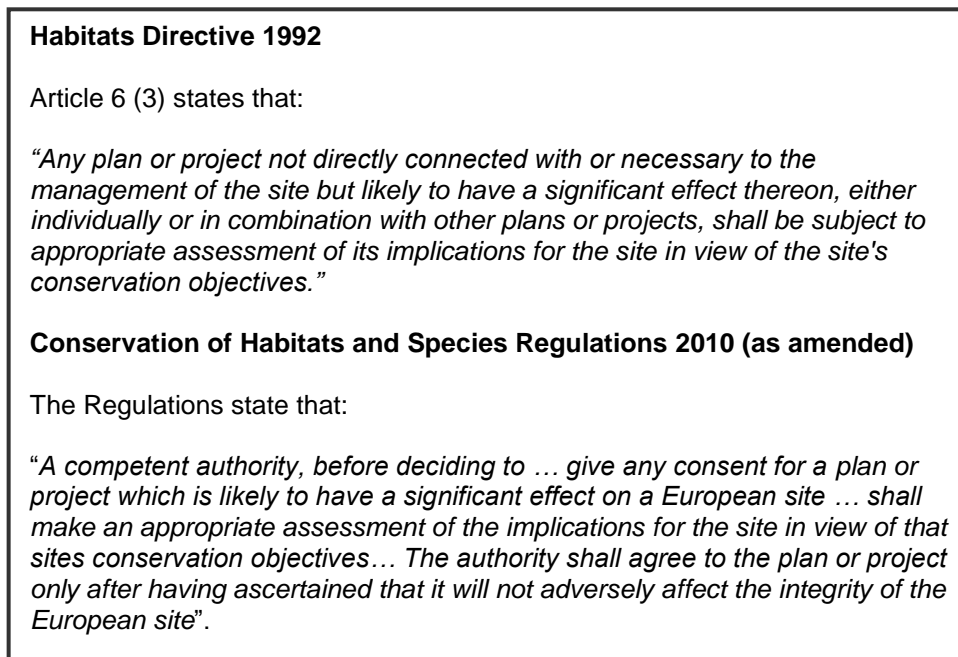 Habitats Directive 1992
Article 6 (3) states that:
“Any plan or project not directly connected with or necessary to the
management of the site but likely to have a significant effect thereon, either
individually or in combination with other plans or projects, shall be subject to
appropriate assessment of its implications for the site in view of the site's
conservation objectives.”
Conservation of Habitats and Species Regulations 2010 (as amended)
The Regulations state that:
“A competent authority, before deciding to … give any consent for a plan or
project which is likely to have a significant effect on a European site … shall
make an appropriate assessment of the implications for the site in view of that
sites conservation objectives… The authority shall agree to the plan or project
only after having ascertained that it will not adversely affect the integrity of the
European site”.